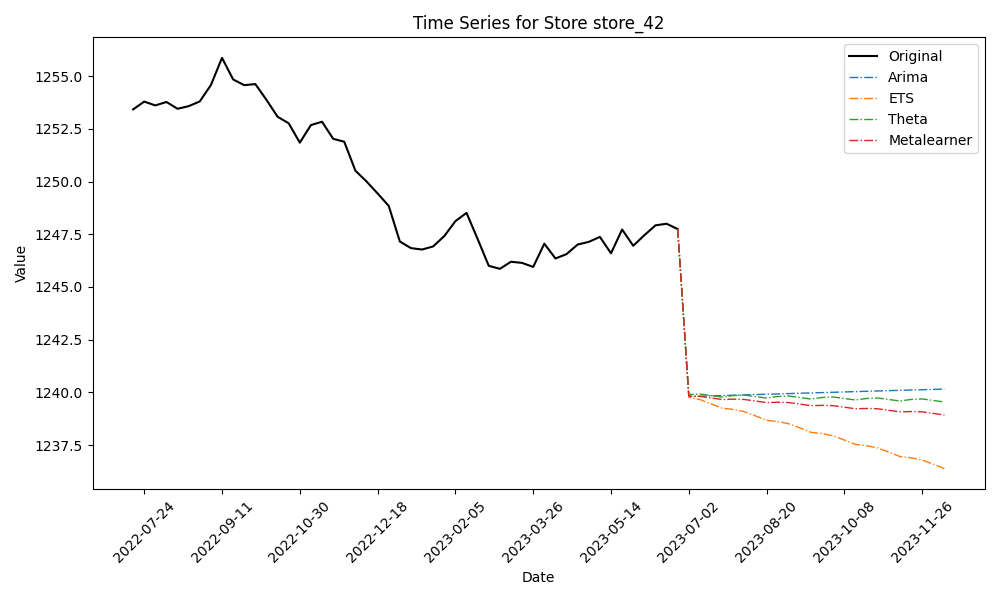 Time Series for Store store_42
Original
Arima
ETS
Theta
Metalearner
Value
1255.0
1252.5
1250.0
1247.5
1245.0
1242.5
1240.0
1237.5
2022-07-24
2022-09-11
2022-10-30
2022-12-18
2023-02-05
2023-03-26
2023-05-14
2023-07-02
2023-08-20
2023-10-08
2023-11-26
Date